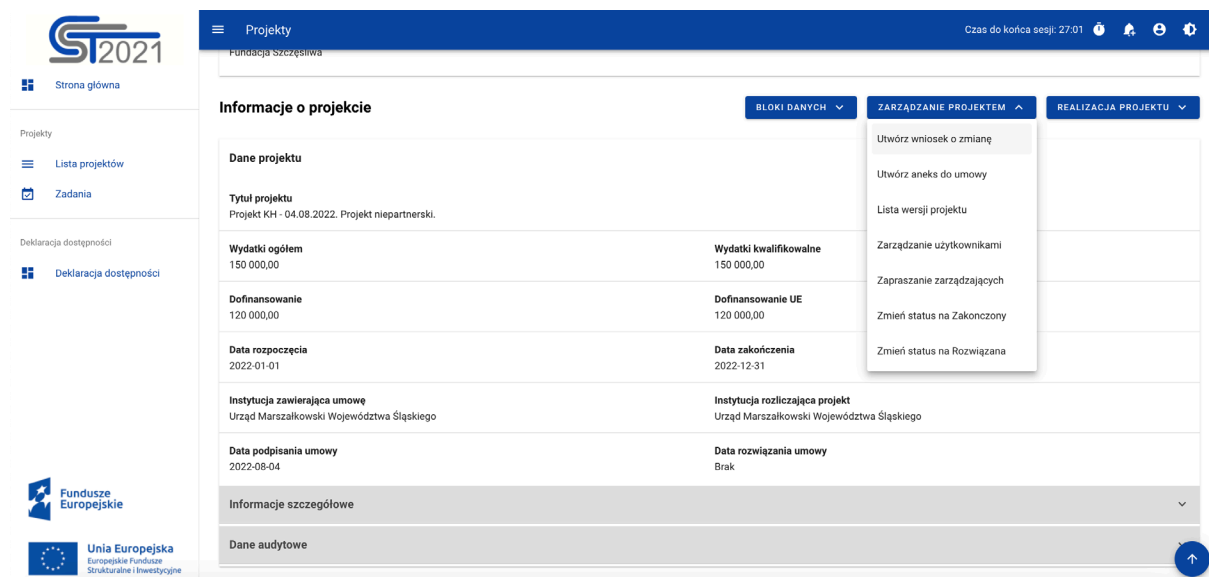 CST2021
Projekty
Czas do końca sesji: 27:01
Fundacja Szczęśliwa
Strona główna
Projekty
Lista projektów
Zadania
Deklaracja dostępności
Deklaracja dostępności
Informacje o projekcie
BLOKI DANYCH
ZARZĄDZANIE PROJEKTEM
REALIZACJA PROJEKTU
Utwórz wniosek o zmianę
Utwórz aneks do umowy
Lista wersji projektu
Zarządzanie użytkownikami
Zapraszanie zarządzających
Zmień status na Zakonczony
Zmień status na Rozwiązana
Dane projektu
Tytuł projektu
Projekt KH - 04.08.2022. Projekt niepartnerski.
Wydatki ogółem
150 000,00
Wydatki kwalifikowalne
150 000,00
Dofinansowanie
120 000,00
Dofinansowanie UE
120 000,00
Data rozpoczęcia
2022-01-01
Data zakończenia
2022-12-31
Instytucja zawierająca umowę
Urząd Marszałkowski Województwa Śląskiego
Instytucja rozliczająca projekt
Urząd Marszałkowski Województwa Śląskiego
Data podpisania umowy
2022-08-04
Data rozwiązania umowy
Brak
Informacje szczegółowe
Dane audytowe
Fundusze
Europejskie
Unia Europejska
Europejskie Fundusze
Strukturalne i Inwestycyjne